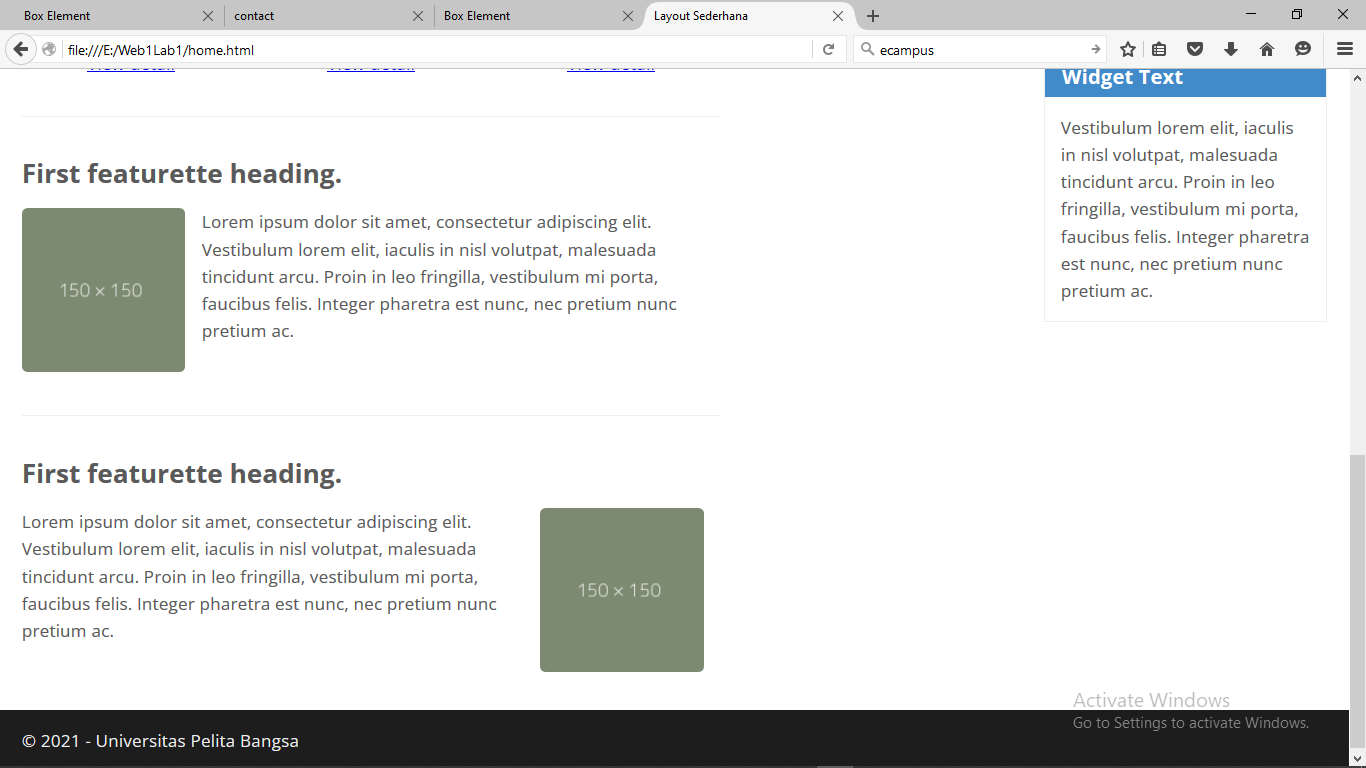 Box Element
contact
Box Element
Layout Sederhana
file:///E:/Web1Lab1/home.html
ecampus
View detail
View detail
View detail
Widget Text
Vestibulum lorem elit, iaculis
in nisl volutpat, malesuada
tincidunt arcu. Proin in leo
fringilla, vestibulum mi porta,
faucibus felis. Integer pharetra
est nunc, nec pretium nunc
pretium ac.
First featurette heading.
150 × 150
Lorem ipsum dolor sit amet, consectetur adipiscing elit.
Vestibulum lorem elit, iaculis in nisl volutpat, malesuada
tincidunt arcu. Proin in leo fringilla, vestibulum mi porta,
faucibus felis. Integer pharetra est nunc, nec pretium nunc
pretium ac.
First featurette heading.
Lorem ipsum dolor sit amet, consectetur adipiscing elit.
Vestibulum lorem elit, iaculis in nisl volutpat, malesuada
tincidunt arcu. Proin in leo fringilla, vestibulum mi porta,
faucibus felis. Integer pharetra est nunc, nec pretium nunc
pretium ac.
150 × 150
Activate Windows
Go to Settings to activate Windows.
© 2021 - Universitas Pelita Bangsa